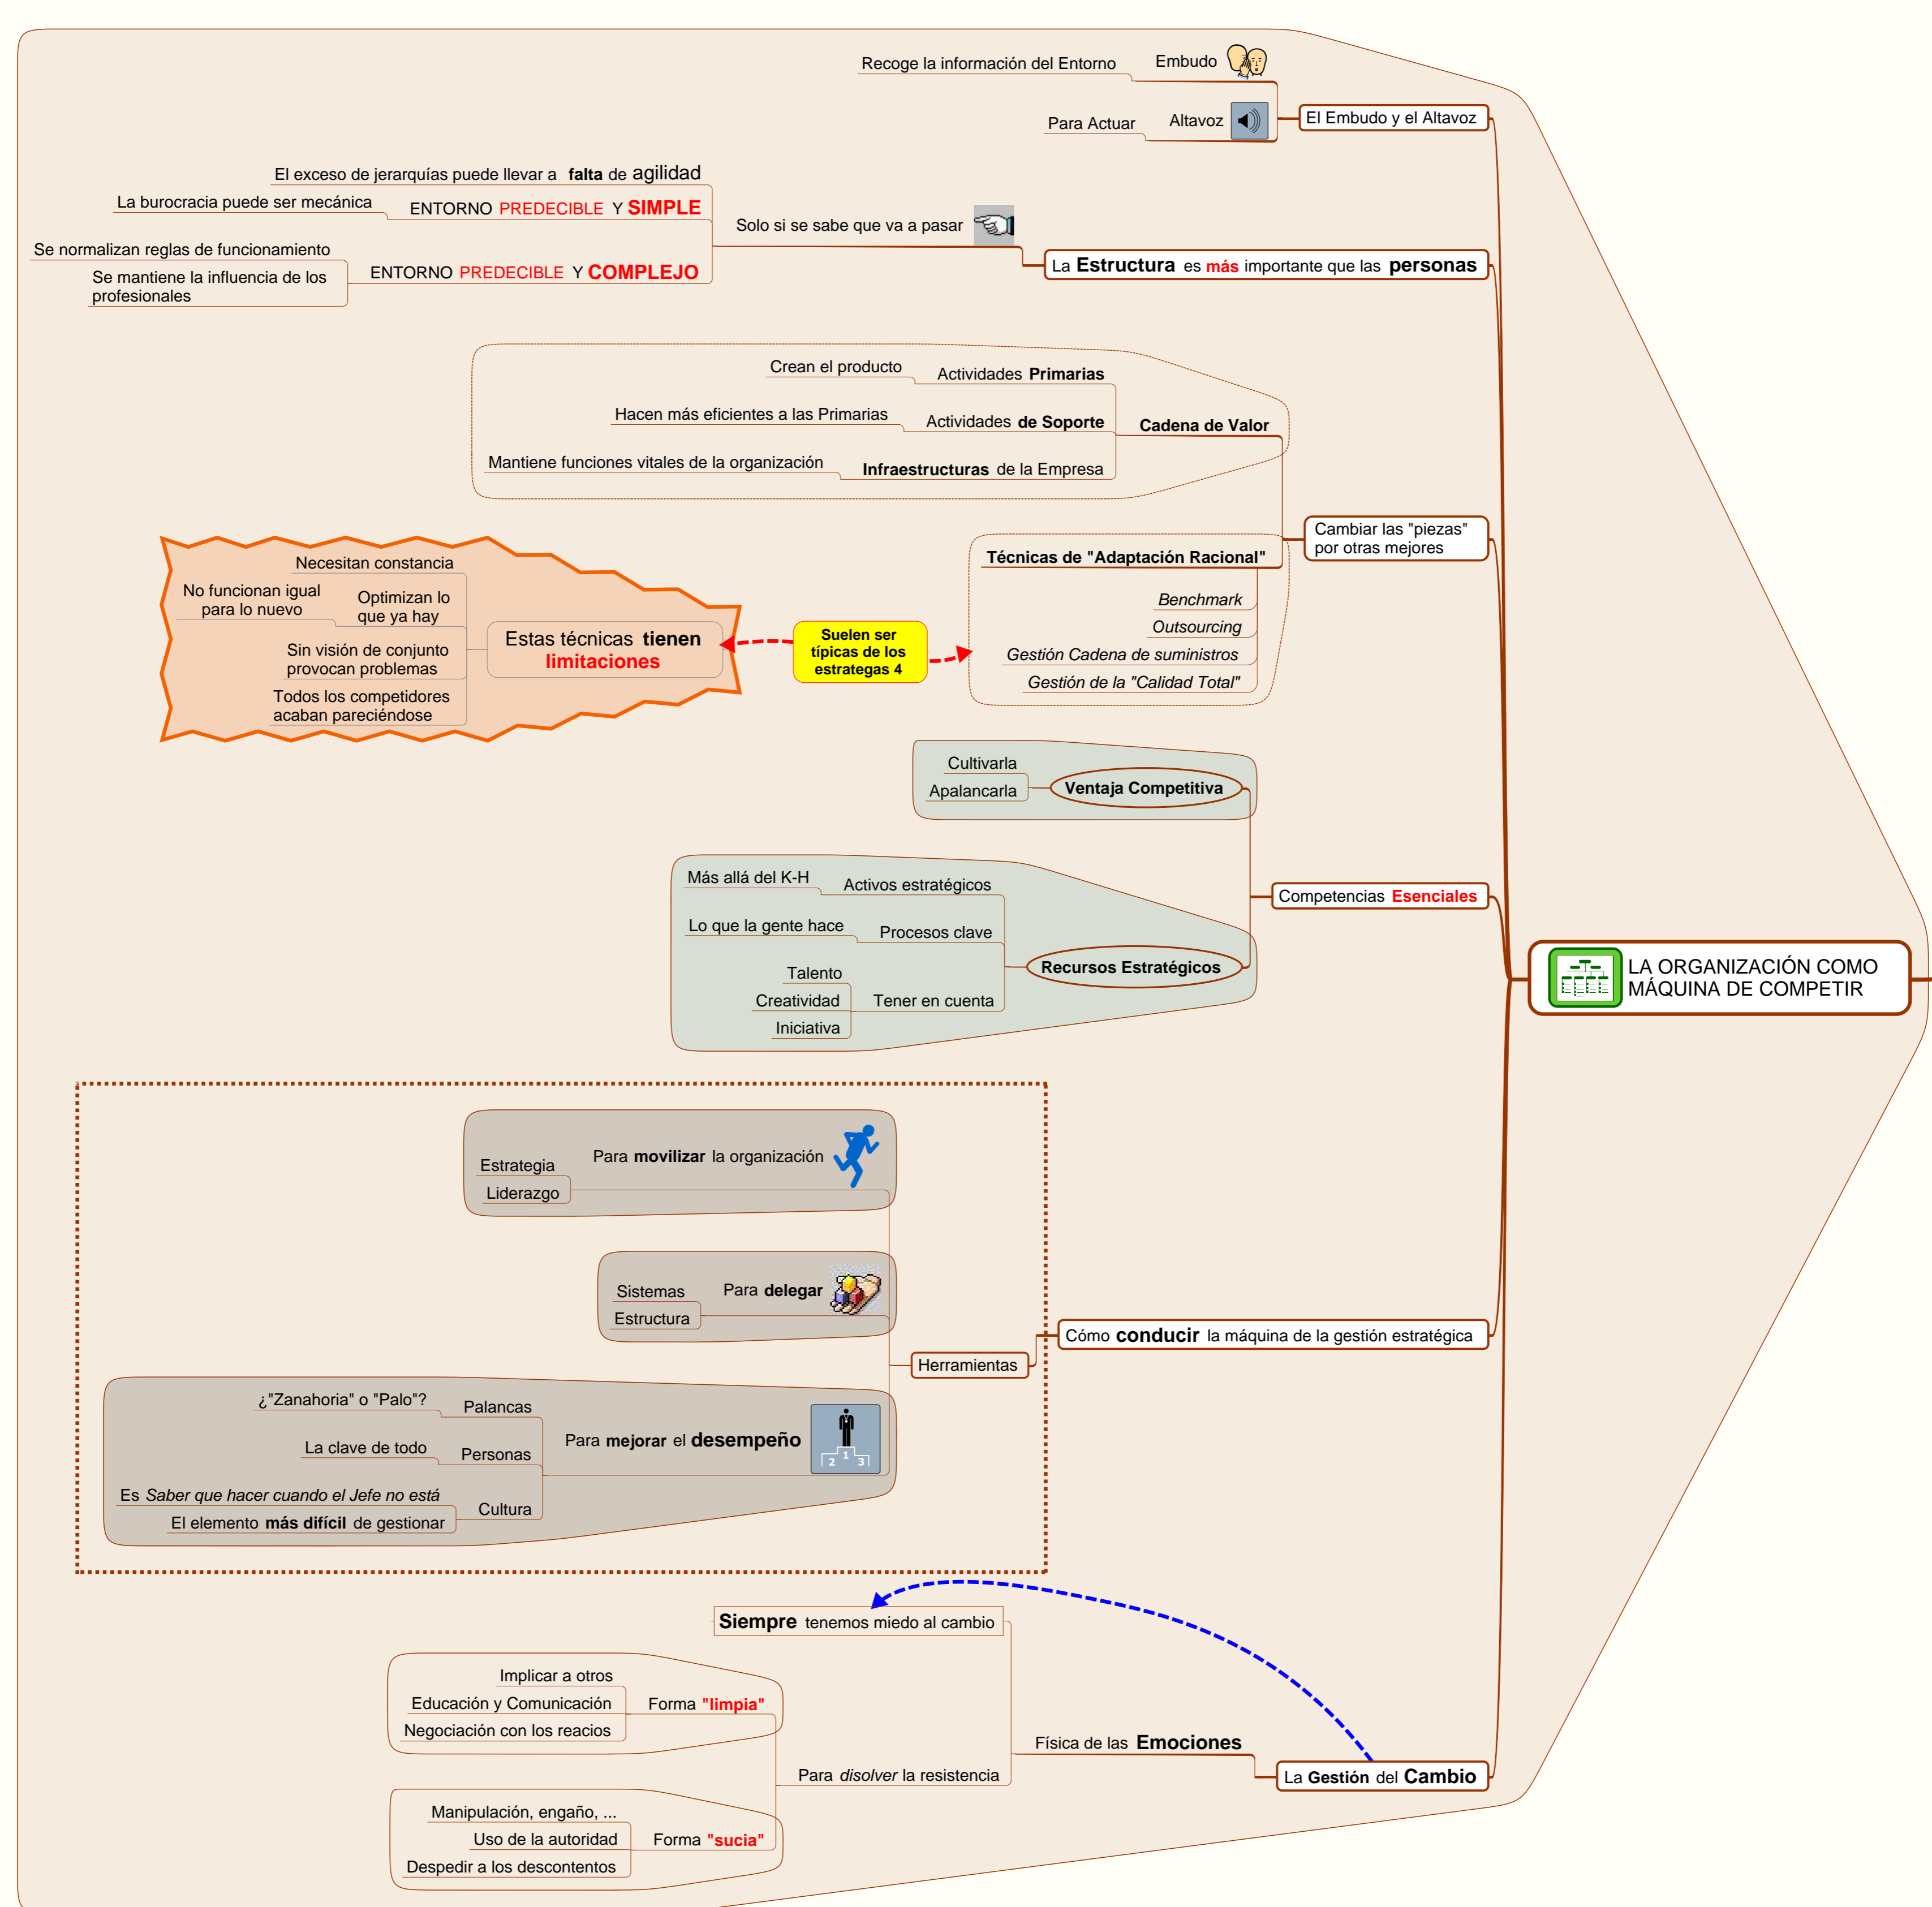 LA ORGANIZACIÓN COMO
MÁQUINA DE COMPETIR
El Embudo y el Altavoz
Embudo
Recoge la información del Entorno
Altavoz
Para Actuar
La Estructura es más importante que las personas
Solo si se sabe que va a pasar
El exceso de jerarquías puede llevar a falta de agilidad
ENTORNO PREDECIBLE Y SIMPLE
La burocracia puede ser mecánica
ENTORNO PREDECIBLE Y COMPLEJO
Se normalizan reglas de funcionamiento
Se mantiene la influencia de los
profesionales
Cambiar las "piezas"
por otras mejores
Cadena de Valor
Actividades Primarias
Crean el producto
Actividades de Soporte
Hacen más eficientes a las Primarias
Infraestructuras de la Empresa
Mantiene funciones vitales de la organización
Técnicas de "Adaptación Racional"
Benchmark
Outsourcing
Gestión Cadena de suministros
Gestión de la "Calidad Total"
Suelen ser
típicas de los
estrategas 4
Estas técnicas tienen
limitaciones
Necesitan constancia
Optimizan lo
que ya hay
No funcionan igual
para lo nuevo
Sin visión de conjunto
provocan problemas
Todos los competidores
acaban pareciéndose
Competencias Esenciales
Ventaja Competitiva
Cultivarla
Apalancarla
Recursos Estratégicos
Activos estratégicos
Más allá del K-H
Procesos clave
Lo que la gente hace
Tener en cuenta
Talento
Creatividad
Iniciativa
Cómo conducir la máquina de la gestión estratégica
Herramientas
Para movilizar la organización
Estrategia
Liderazgo
Para delegar
Sistemas
Estructura
Para mejorar el desempeño
2 1 3
Palancas
¿"Zanahoria" o "Palo"?
Personas
La clave de todo
Cultura
Es Saber que hacer cuando el Jefe no está
El elemento más difícil de gestionar
La Gestión del Cambio
Física de las Emociones
Siempre tenemos miedo al cambio
Para disolver la resistencia
Forma "limpia"
Implicar a otros
Educación y Comunicación
Negociación con los reacios
Forma "sucia"
Manipulación, engaño, ...
Uso de la autoridad
Despedir a los descontentos